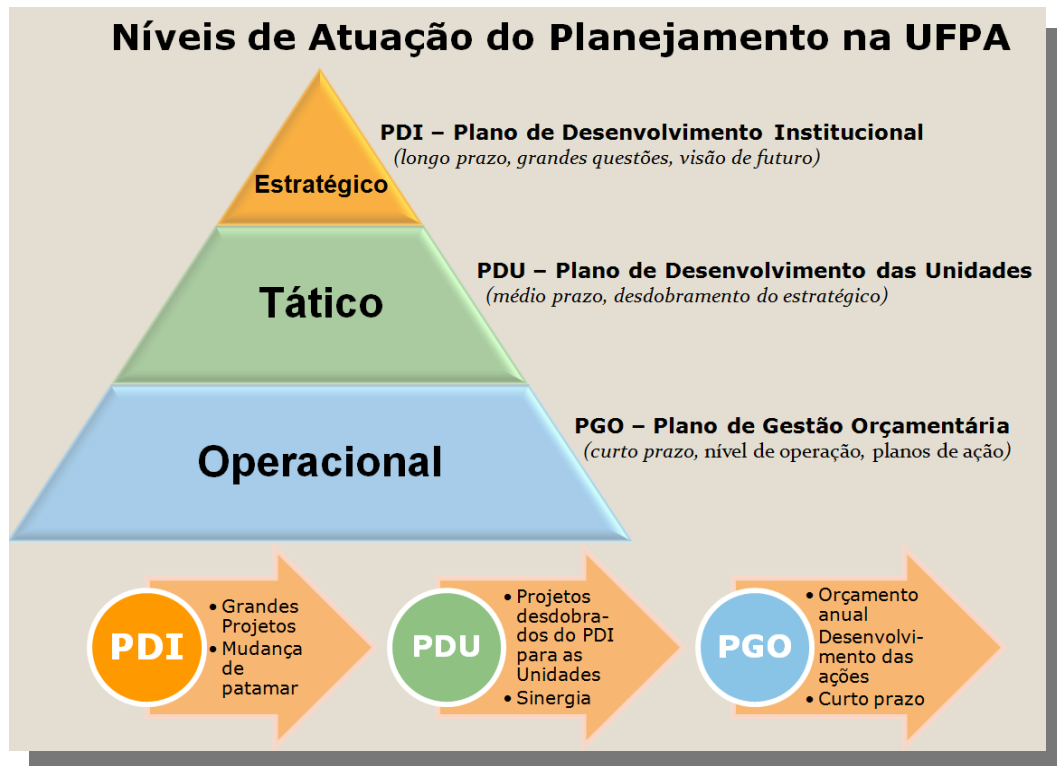 Níveis de Atuação do Planejamento na UFPA
PDI – Plano de Desenvolvimento Institucional
(longo prazo, grandes questões, visão de futuro)
Estratégico
PDU – Plano de Desenvolvimento das Unidades
(médio prazo, desdobramento do estratégico)
Tático
PGO – Plano de Gestão Orçamentária
(curto prazo, nível de operação, planos de ação)
Operacional
PDI
• Grandes
Projetos
• Mudança
de
patamar
PDU
• Projetos
desdobra-
dos do PDI
para as
Unidades
• Sinergia
PGO
• Orçamento
anual
• Desenvolvi-
mento das
ações
• Curto prazo